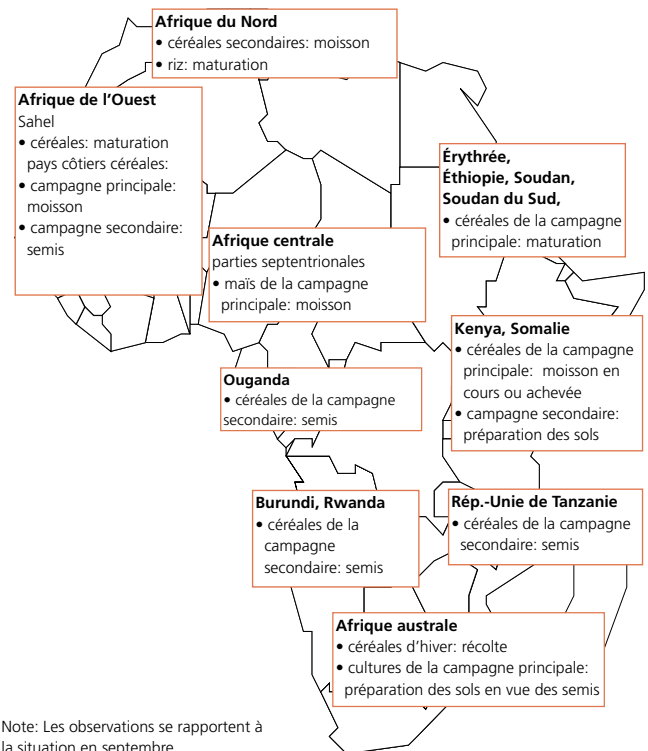 Afrique du Nord
• céréales secondaires: moisson
• riz: maturation
Afrique de l'Ouest
Sahel
• céréales: maturation
pays côtiers céréales:
• campagne principale:
moisson
• campagne secondaire:
semis
Érythrée,
Éthiopie, Soudan,
Soudan du Sud,
• céréales de la campagne
principale: maturation
Afrique centrale
parties septentrionales
• maïs de la campagne
principale: moisson
Kenya, Somalie
• céréales de la campagne
principale: moisson en
cours ou achevée
• campagne secondaire:
préparation des sols
Ouganda
• céréales de la campagne
secondaire: semis
Burundi, Rwanda
• céréales de la
campagne
secondaire: semis
Rép.-Unie de Tanzanie
• céréales de la campagne
secondaire: semis
Afrique australe
• céréales d'hiver: récolte
• cultures de la campagne principale:
préparation des sols en vue des semis
Note: Les observations se rapportent à
la situation en septembre